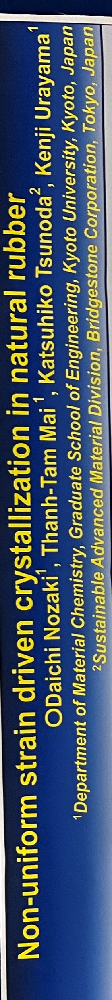 Non-uniform strain driven crystallization in natural rubber
○Daichi Nozaki¹, Thanh-Tam Mai¹, Katsuhiko Tsunoda², Kenji Urayama¹
¹Department of Material Chemistry, Graduate School of Engineering, Kyoto University, Kyoto, Japan
²Sustainable Advanced Material Division, Bridgestone Corporation, Tokyo, Japan